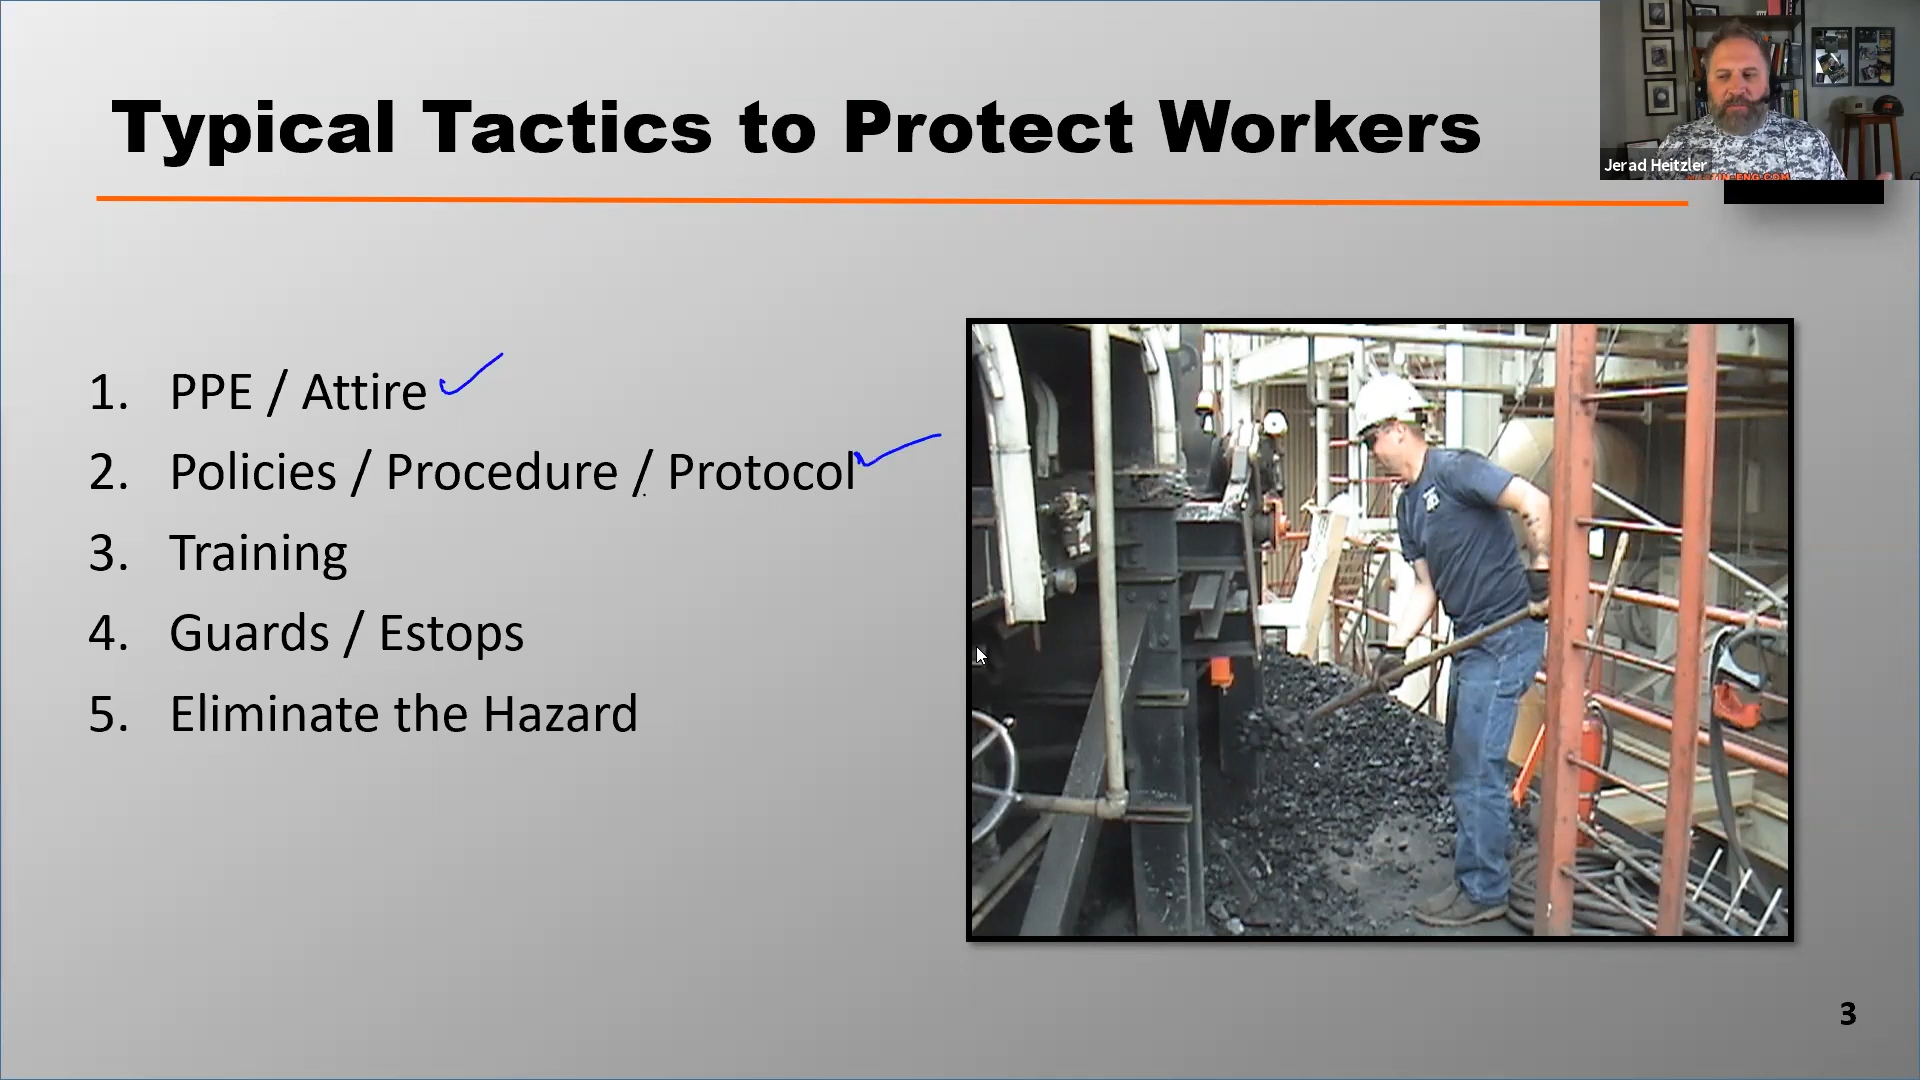 Typical Tactics to Protect Workers
Jerad Heitzler
1. PPE / Attire
2. Policies / Procedure / Protocol
3. Training
4. Guards / Estops
5. Eliminate the Hazard
3